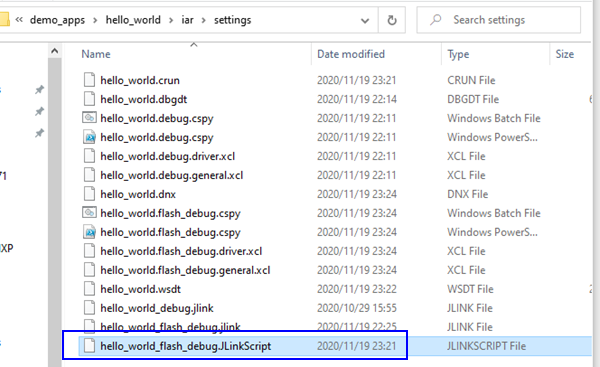 « demo_apps › hello_world › iar › settings
Search settings
Name Date modified Type Size
hello_world.crun 2020/11/19 23:21 CRUN File
hello_world.dbgdt 2020/11/19 22:14 DBGDT File 6
hello_world.debug.cspy 2020/11/19 22:11 Windows Batch File
hello_world.debug.cspy 2020/11/19 22:11 Windows PowerS...
hello_world.debug.driver.xcl 2020/11/19 22:11 XCL File
hello_world.debug.general.xcl 2020/11/19 22:11 XCL File
71
hello_world.dnx 2020/11/19 23:24 DNX File
hello_world.flash_debug.cspy 2020/11/19 23:24 Windows Batch File
hello_world.flash_debug.cspy 2020/11/19 23:24 Windows PowerS...
hello_world.flash_debug.driver.xcl 2020/11/19 23:24 XCL File
hello_world.flash_debug.general.xcl 2020/11/19 23:24 XCL File
hello_world.wsdt 2020/11/19 23:22 WSDT File 2
hello_world_debug.jlink 2020/10/29 15:55 JLINK File
hello_world_flash_debug.jlink 2020/11/19 22:25 JLINK File
hello_world_flash_debug.JLinkScript 2020/11/19 23:21 JLINKSCRIPT File